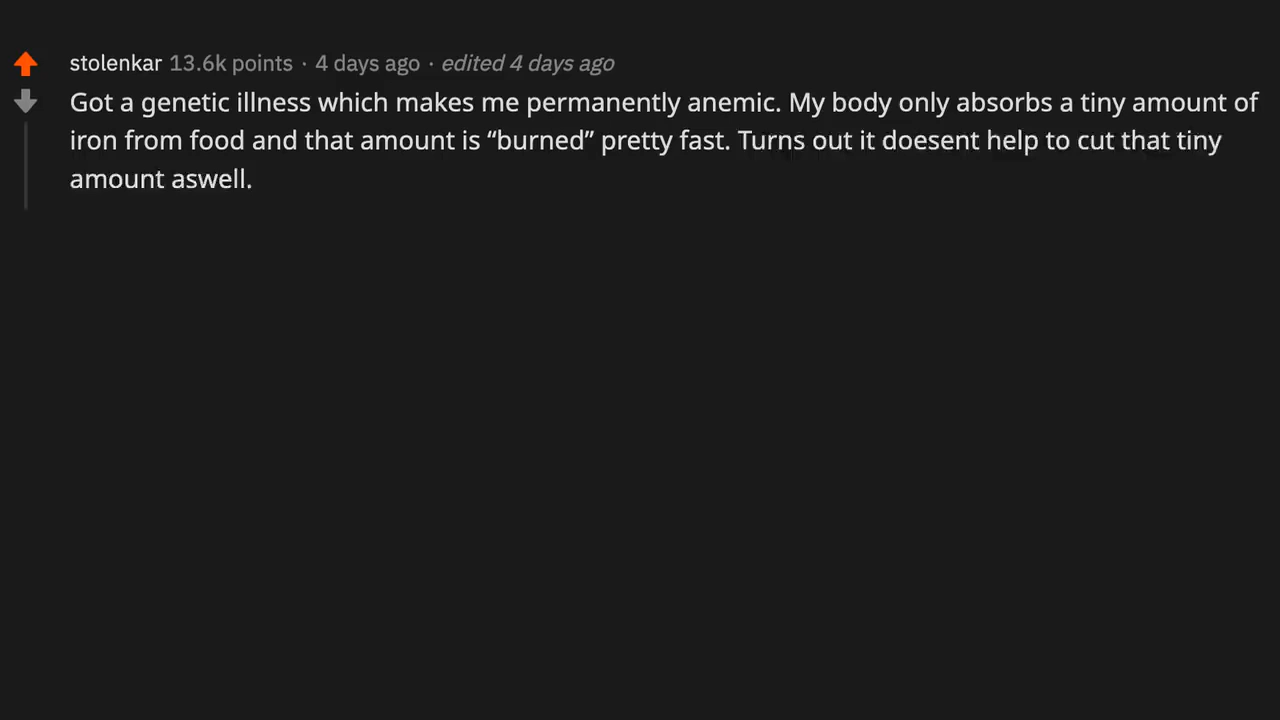 stolenkar 13.6k points · 4 days ago · edited 4 days ago
Got a genetic illness which makes me permanently anemic. My body only absorbs a tiny amount of
iron from food and that amount is “burned” pretty fast. Turns out it doesent help to cut that tiny
amount aswell.